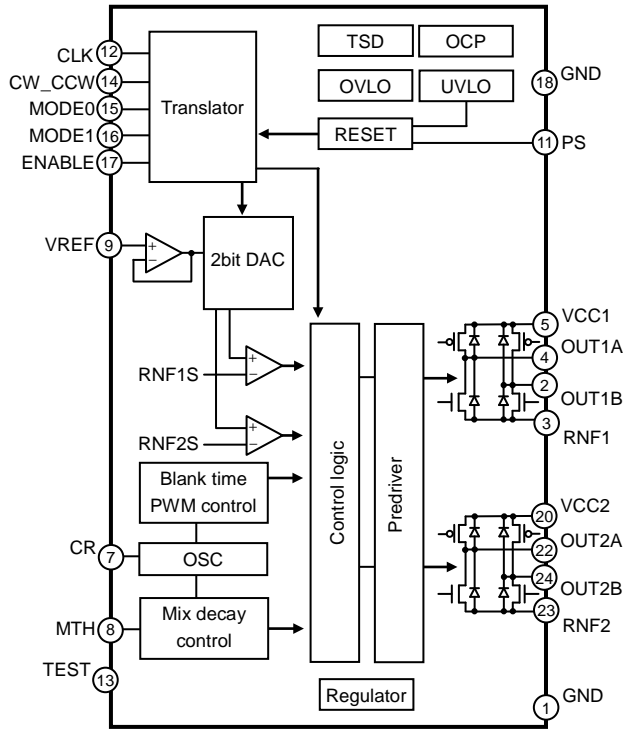 CLK 12
CW_CCW 14
MODE0 15
MODE1 16
ENABLE 17
Translator
TSD
OCP
OVLO
UVLO
RESET
18 GND
11 PS
VREF 9
+
−
2bit DAC
RNF1S
+
−
RNF2S
+
−
Blank time
PWM control
CR 7
OSC
MTH 8
Mix decay
control
TEST
13
Control logic
Predriver
Regulator
5 VCC1
4 OUT1A
2 OUT1B
3 RNF1
20 VCC2
22 OUT2A
24 OUT2B
23 RNF2
1 GND